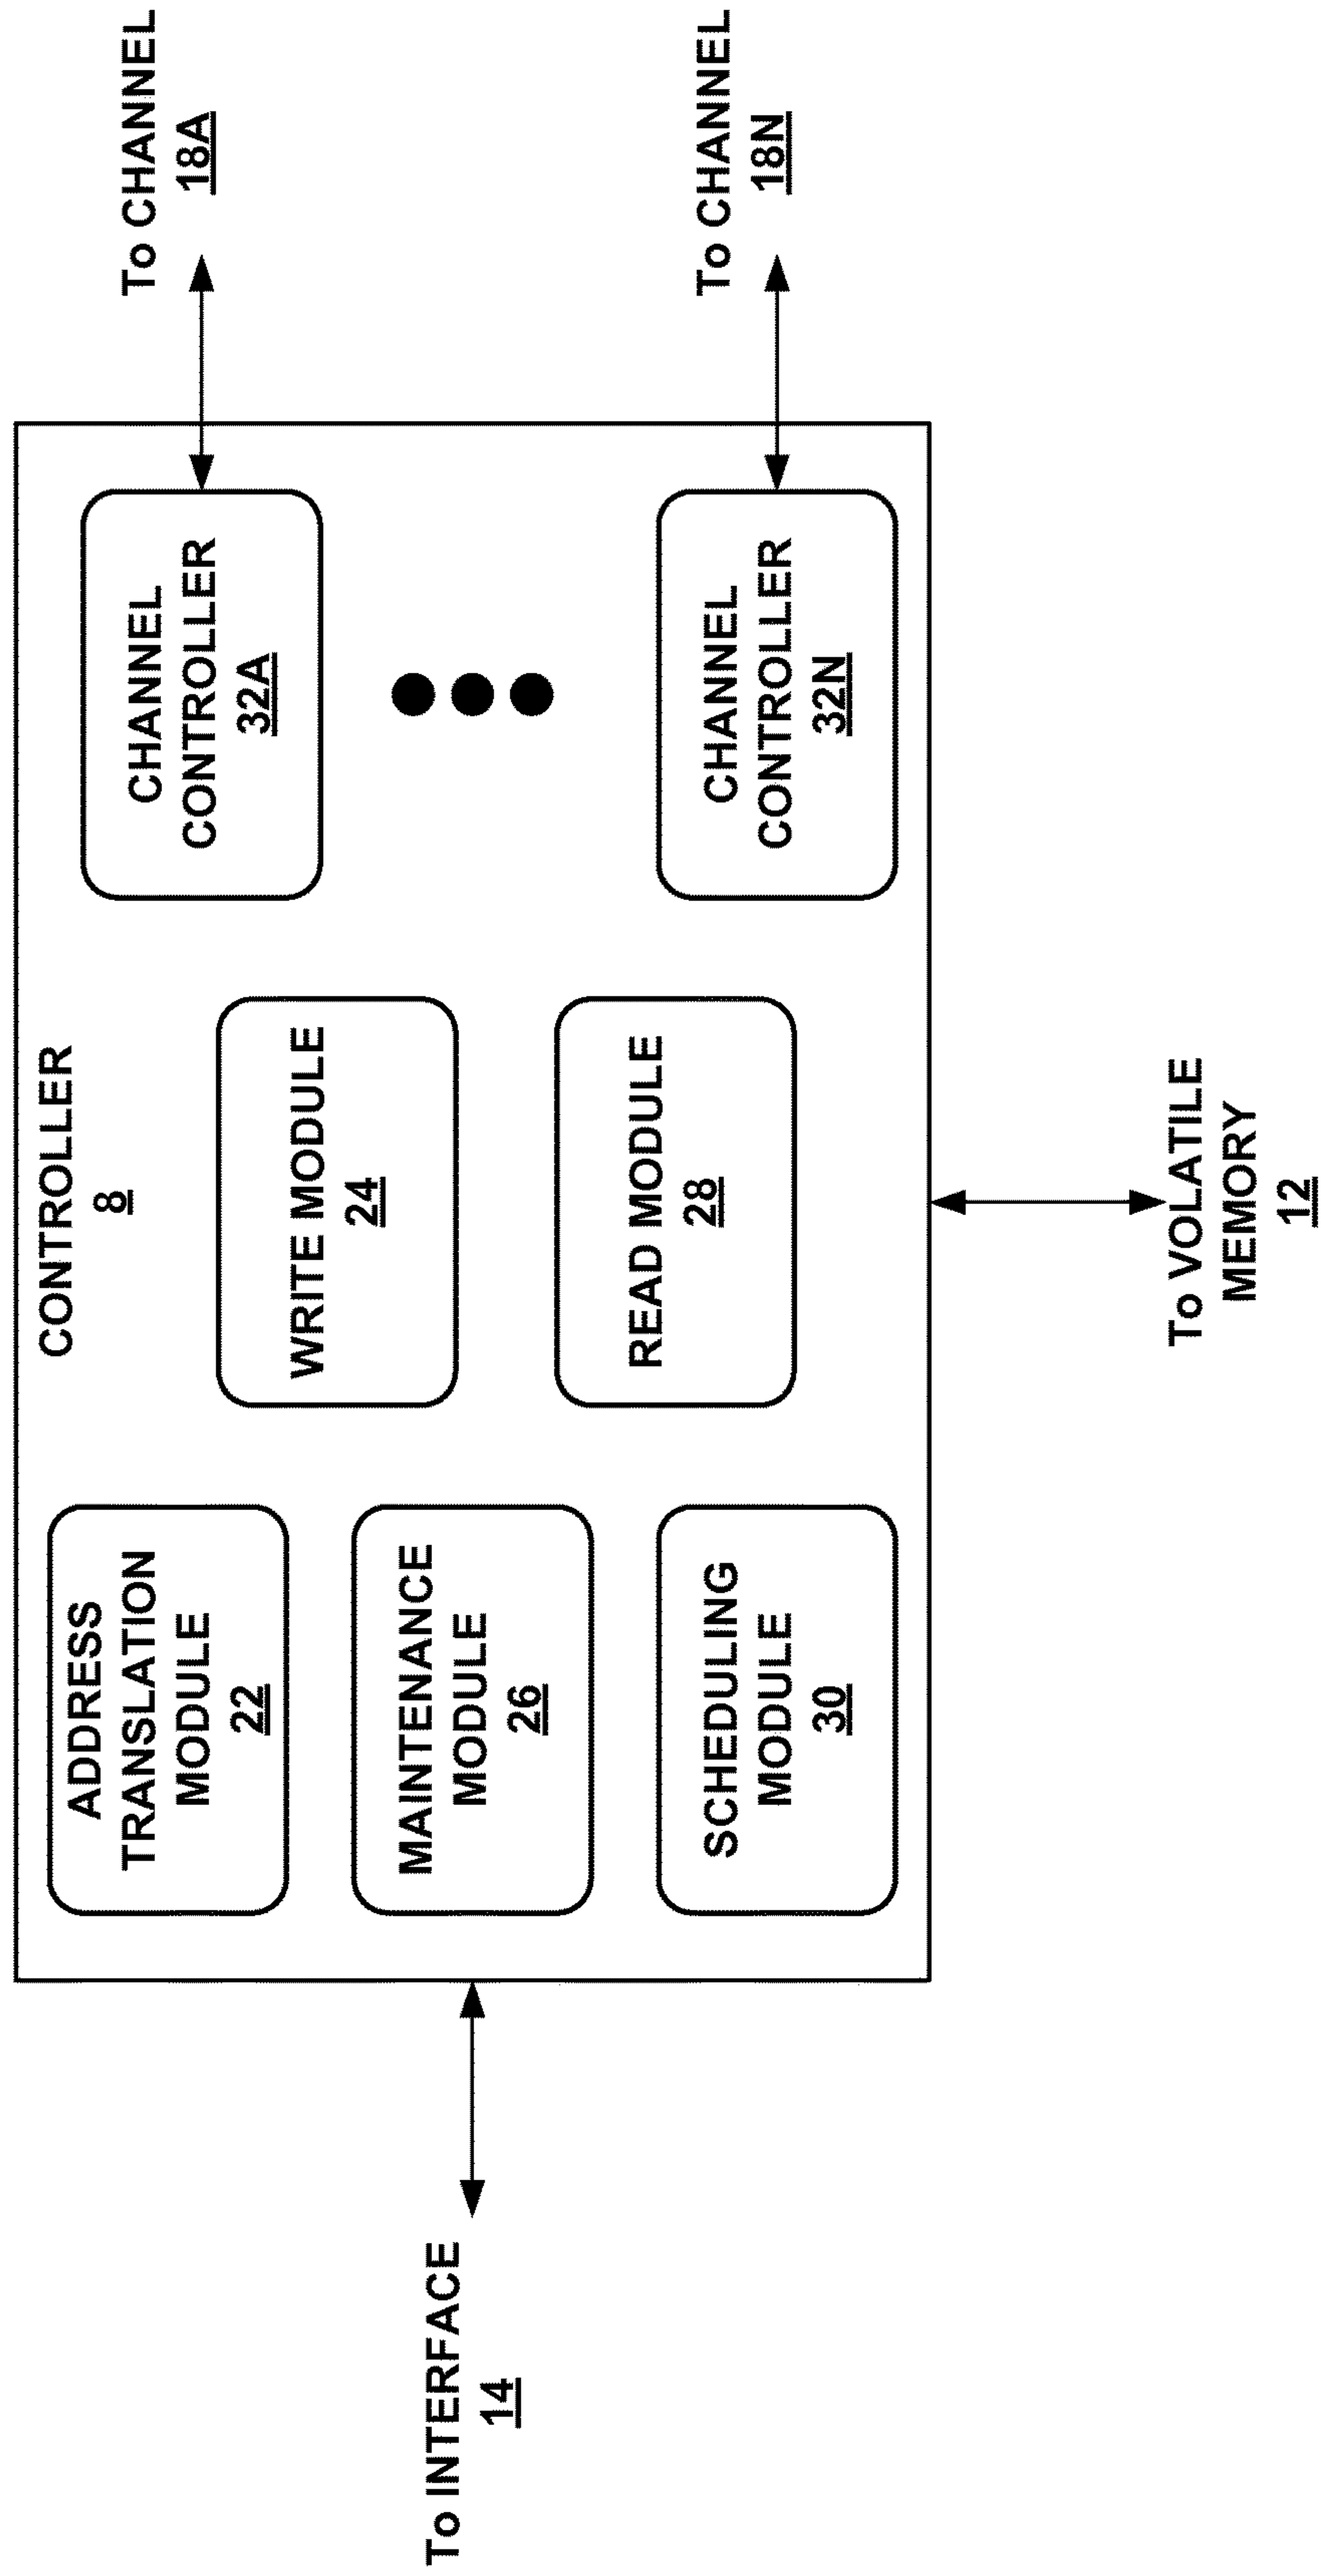 CONTROLLER
8
ADDRESS
TRANSLATION
MODULE
22
MAINTENANCE
MODULE
26
SCHEDULING
MODULE
30
WRITE MODULE
24
READ MODULE
28
CHANNEL
CONTROLLER
32A
CHANNEL
CONTROLLER
32N
To INTERFACE
14
To CHANNEL
18A
To CHANNEL
18N
To VOLATILE
MEMORY
12